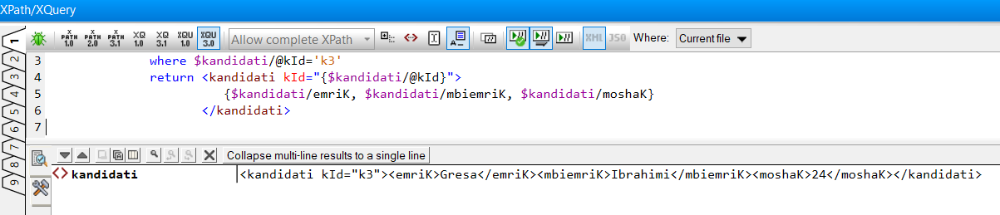 XPath/XQuery
XPATH 1.0 XPATH 2.0 XPATH 3.1 XQ 1.0 XQ 3.1 XQU 1.0 XQU 3.0 Allow complete XPath XML JSO Where: Current file
1
2
3
4
5
6
7
8
9
3 where $kandidati/@kId='k3'
4 return <kandidati kId="{$kandidati/@kId}">
5 {$kandidati/emriK, $kandidati/mbiemriK, $kandidati/moshaK}
6 </kandidati>
7
Collapse multi-line results to a single line
kandidati <kandidati kId="k3"><emriK>Gresa</emriK><mbiemriK>Ibrahimi</mbiemriK><moshaK>24</moshaK></kandidati>